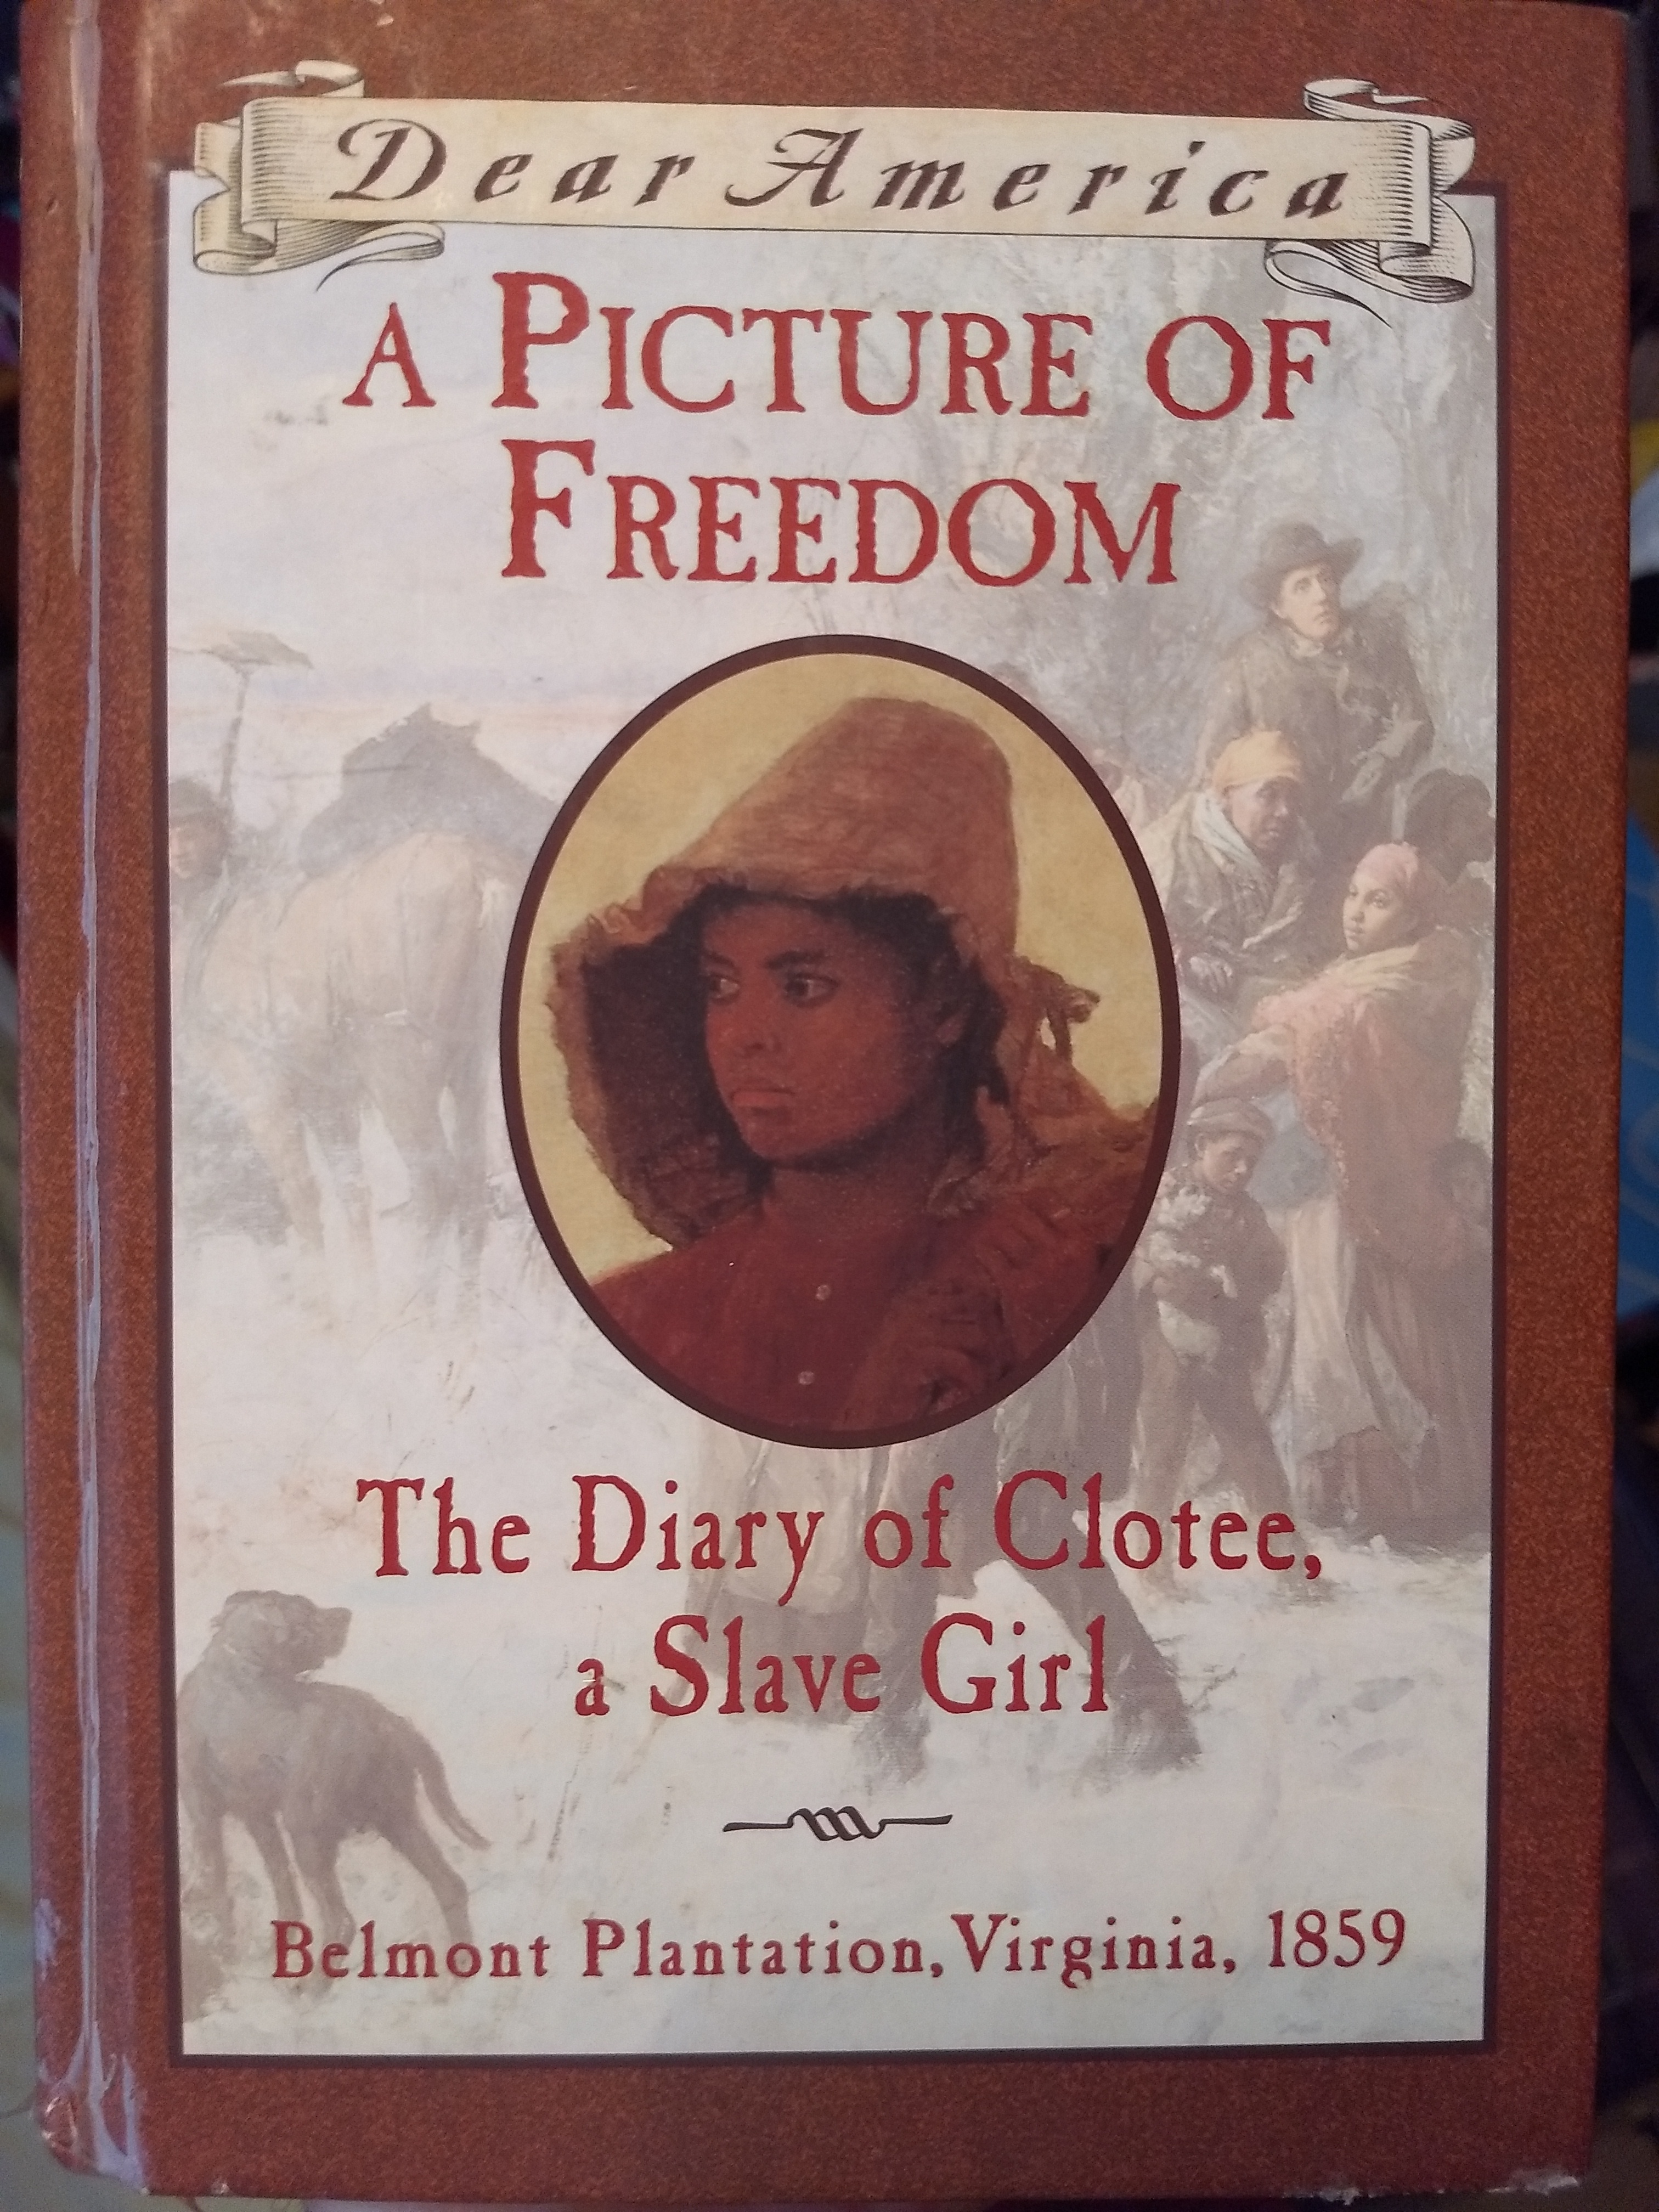 Dear America
A PICTURE OF
FREEDOM
The Diary of Clotee,
a Slave Girl
Belmont Plantation, Virginia, 1859